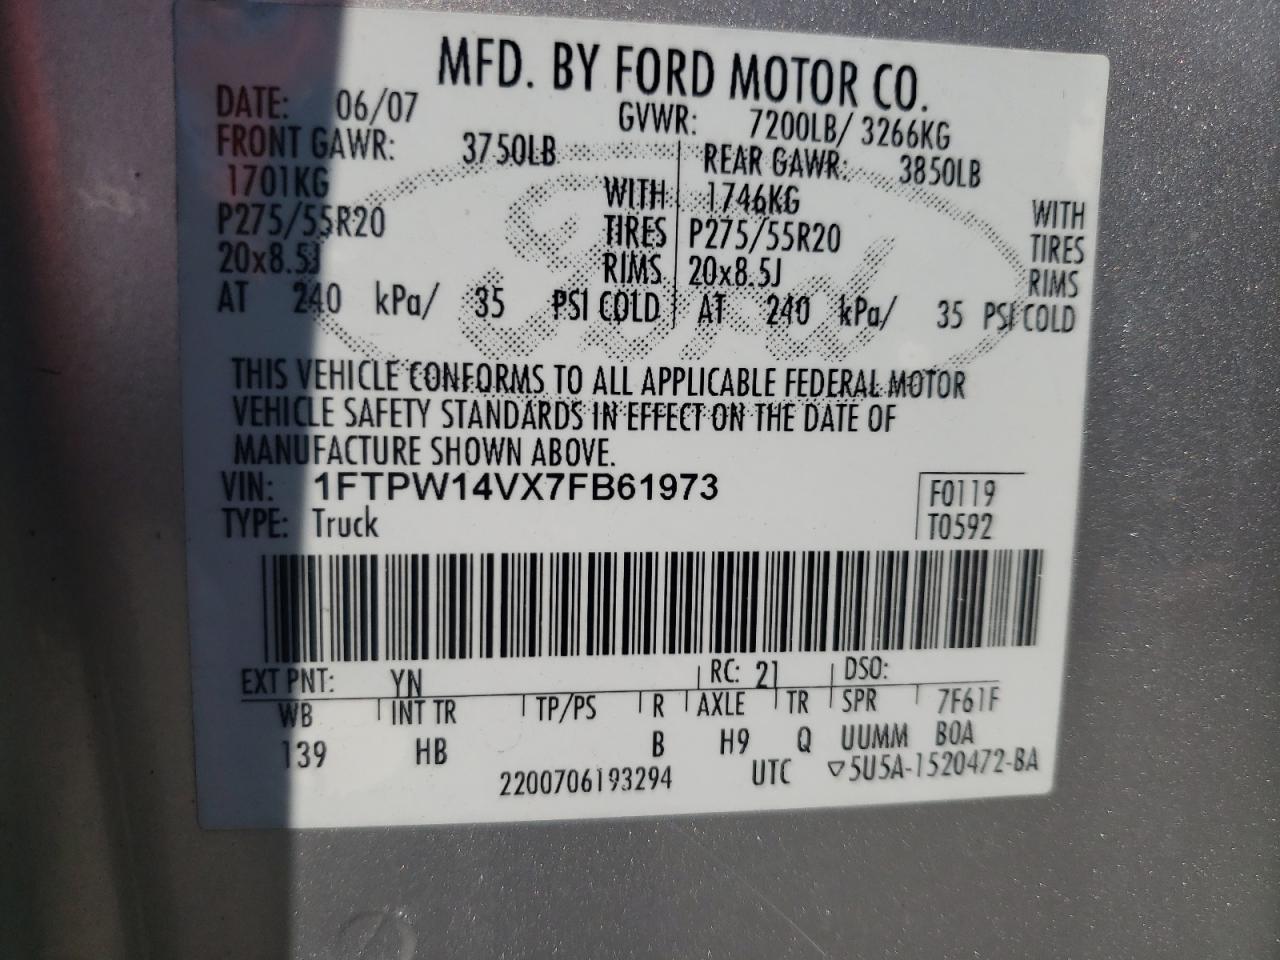 MFD. BY FORD MOTOR CO.
DATE: 06/07 GVWR: 7200LB/ 3266KG
FRONT GAWR: 3750LB REAR GAWR: 3850LB
1701KG WITH 1746KG WITH
P275/55R20 TIRES P275/55R20 TIRES
20x8.5J RIMS 20x8.5J RIMS
AT 240 kPa/ 35 PSI COLD AT 240 kPa/ 35 PSI COLD
Ford
THIS VEHICLE CONFORMS TO ALL APPLICABLE FEDERAL MOTOR
VEHICLE SAFETY STANDARDS IN EFFECT ON THE DATE OF
MANUFACTURE SHOWN ABOVE.
VIN: 1FTPW14VX7FB61973 F0119
TYPE: Truck T0592
EXT PNT: YN RC: 21 DSO:
WB INT TR TP/PS R AXLE TR SPR 7F61F
139 HB B H9 Q UUMM BOA
2200706193294 UTC ▽5U5A-1520472-BA